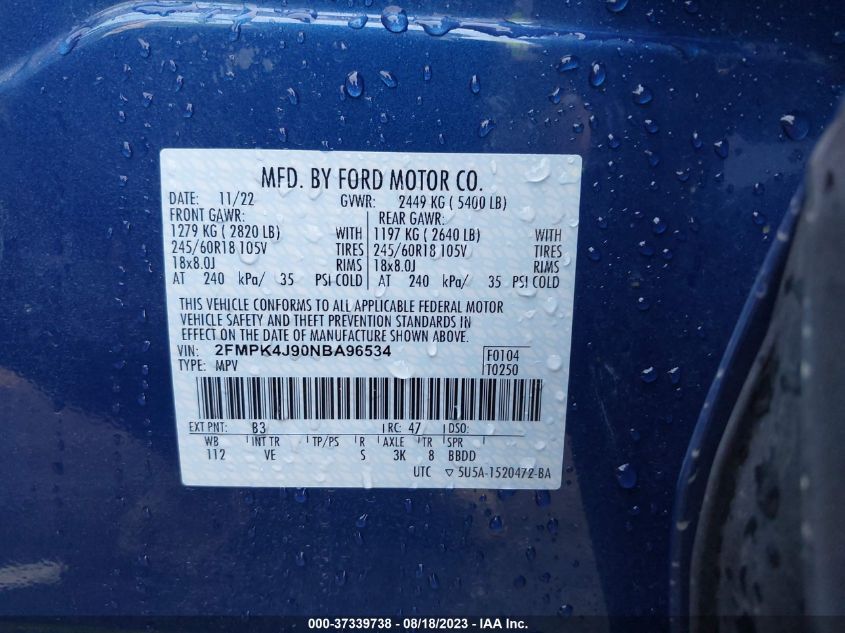 MFD. BY FORD MOTOR CO.
DATE: 11/22 GVWR: 2449 KG ( 5400 LB)
FRONT GAWR: REAR GAWR:
1279 KG ( 2820 LB) WITH 1197 KG ( 2640 LB) WITH
245/60R18 105V TIRES 245/60R18 105V TIRES
18x8.0J RIMS 18x8.0J RIMS
AT 240 kPa/ 35 PSI COLD AT 240 kPa/ 35 PSI COLD
THIS VEHICLE CONFORMS TO ALL APPLICABLE FEDERAL MOTOR
VEHICLE SAFETY AND THEFT PREVENTION STANDARDS IN
EFFECT ON THE DATE OF MANUFACTURE SHOWN ABOVE.
VIN: 2FMPK4J90NBA96534 F0104
TYPE: MPV T0250
EXT PNT: B3 RC: 47 DSO:
WB INT TR TP/PS R AXLE TR SPR
112 VE S 3K 8 BBDD
UTC ▽ 5U5A-1520472-BA
000-37339738 - 08/18/2023 - IAA Inc.